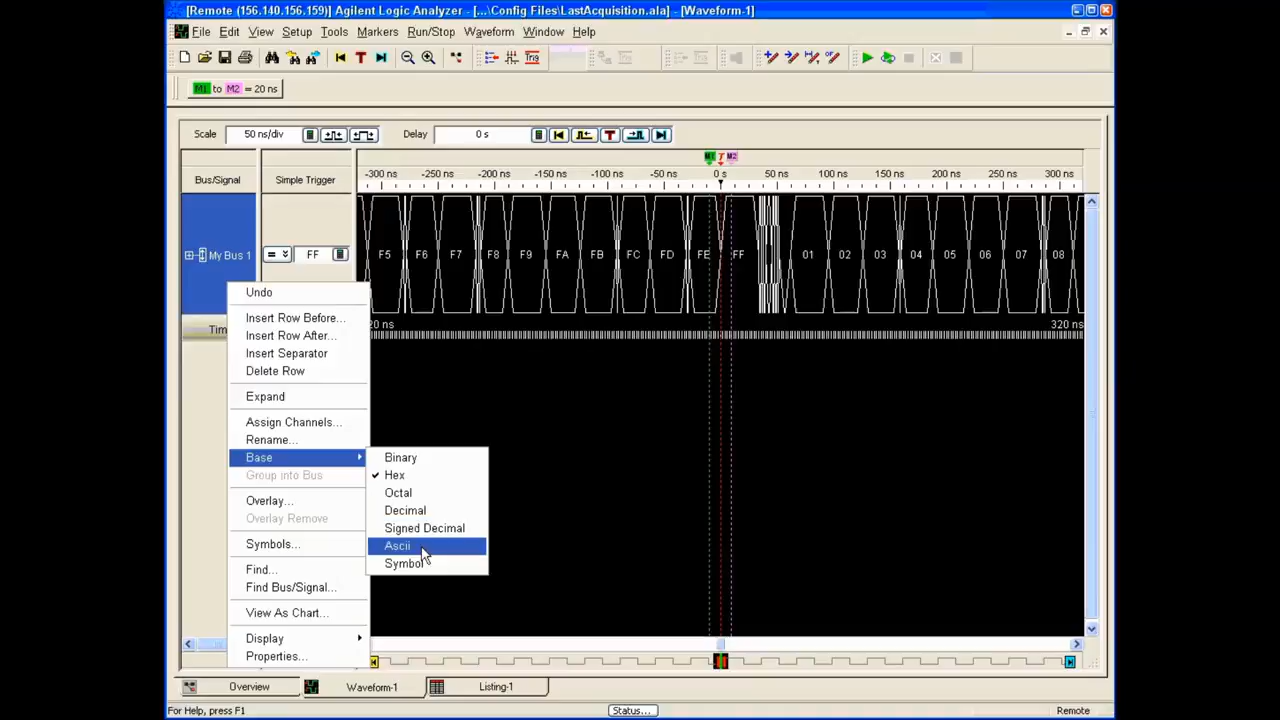 [Remote (156.140.156.159)] Agilent Logic Analyzer - [...\Config Files\LastAcquisition.ala] - [Waveform-1]
File Edit View Setup Tools Markers Run/Stop Waveform Window Help
Trig
M1 to M2 = 20 ns
Scale 50 ns/div Delay 0 s T
M1 T M2
Bus/Signal Simple Trigger -300 ns -250 ns -200 ns -150 ns -100 ns -50 ns 0 s 50 ns 100 ns 150 ns 200 ns 250 ns 300 ns
My Bus 1 = FF F5 F6 F7 F8 F9 FA FB FC FD FE FF 01 02 03 04 05 06 07 08
Undo
Insert Row Before...
Tim 20 ns 320 ns
Insert Row After...
Insert Separator
Delete Row
Expand
Assign Channels...
Rename...
Base
Group into Bus
Overlay...
Overlay Remove
Symbols...
Find...
Find Bus/Signal...
View As Chart...
Display
Properties...
Binary
Hex
Octal
Decimal
Signed Decimal
Ascii
Symbol
Overview Waveform-1 Listing-1
For Help, press F1 Status... Remote